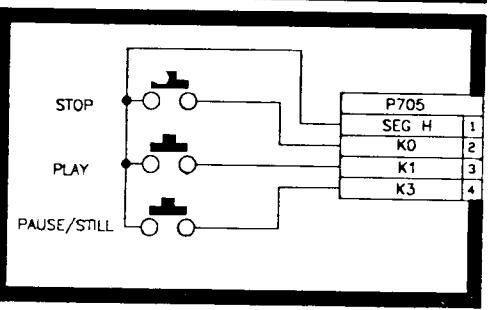 STOP
PLAY
PAUSE/STILL
P705
SEG H 1
K0 2
K1 3
K3 4